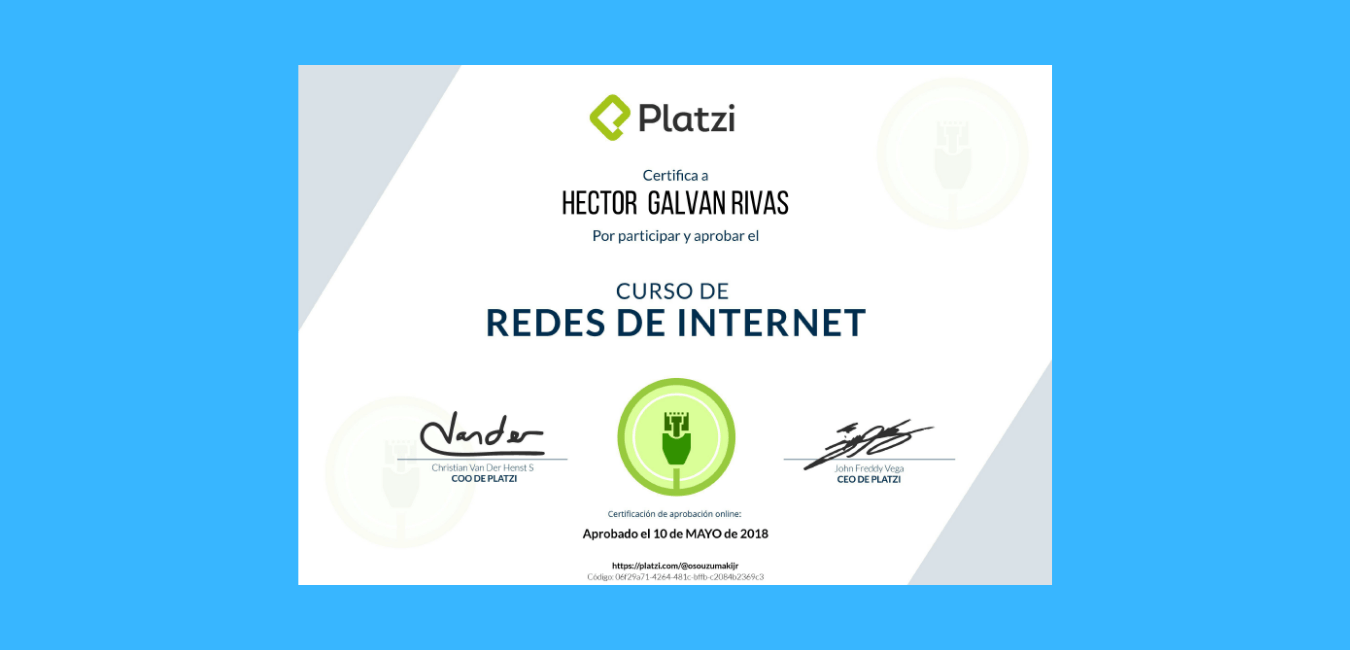 Platzi
Certifica a
HECTOR GALVAN RIVAS
Por participar y aprobar el
CURSO DE
REDES DE INTERNET
Vander
Christian Van Der Henst S
COO DE PLATZI
John Freddy Vega
CEO DE PLATZI
Certificación de aprobación online:
Aprobado el 10 de MAYO de 2018
https://platzi.com/@osouzumakijr
Código: 06f29a71-4264-481c-bffb-c2084b2369c3